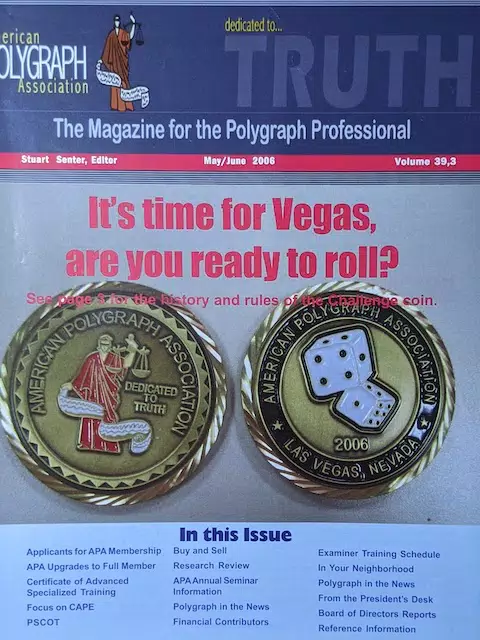 erican
OLYGRAPH
Association
dedicated to...
TRUTH
The Magazine for the Polygraph Professional
Stuart Senter, Editor
May/June 2006
Volume 39,3
It's time for Vegas,
are you ready to roll?
See page 5 for the history and rules of the Challenge coin.
AMERICAN POLYGRAPH ASSOCIATION
DEDICATED
TO
TRUTH
AMERICAN POLYGRAPH ASSOCIATION
2006
LAS VEGAS, NEVADA
In this Issue
Applicants for APA Membership
APA Upgrades to Full Member
Certificate of Advanced
Specialized Training
Focus on CAPE
PSCOT
Buy and Sell
Research Review
APA Annual Seminar
Information
Polygraph in the News
Financial Contributors
Examiner Training Schedule
In Your Neighborhood
Polygraph in the News
From the President's Desk
Board of Directors Reports
Reference Information